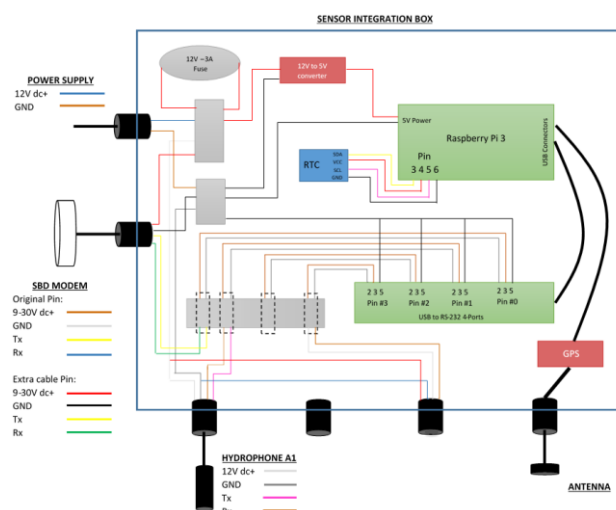 SENSOR INTEGRATION BOX
12V –3A
Fuse
12V to 5V
converter
POWER SUPPLY
12V dc+
GND
5V Power
Raspberry Pi 3
USB Connectors
Pin
3 4 5 6
RTC
SDA
VCC
SCL
GND
SBD MODEM
Original Pin:
9-30V dc+
GND
Tx
Rx
Extra cable Pin:
9-30V dc+
GND
Tx
Rx
2 3 5
Pin #3
2 3 5
Pin #2
2 3 5
Pin #1
2 3 5
Pin #0
USB to RS-232 4-Ports
GPS
HYDROPHONE A1
12V dc+
GND
Tx
ANTENNA